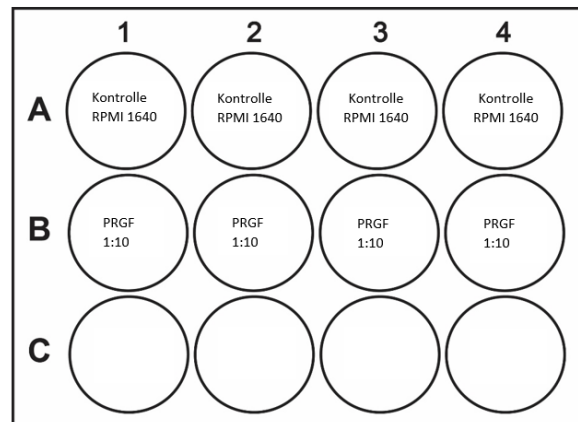 1 2 3 4
A
Kontrolle Kontrolle Kontrolle Kontrolle
RPMI 1640 RPMI 1640 RPMI 1640 RPMI 1640
B
PRGF PRGF PRGF PRGF
1:10 1:10 1:10 1:10
C